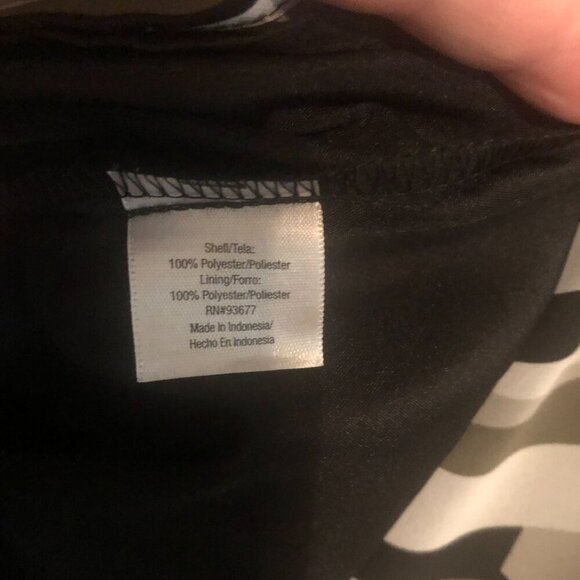 Shell/Tela:
100% Polyester/Poliester
Lining/Forro:
100% Polyester/Poliester
RN#93677
Made In Indonesia/
Hecho En Indonesia